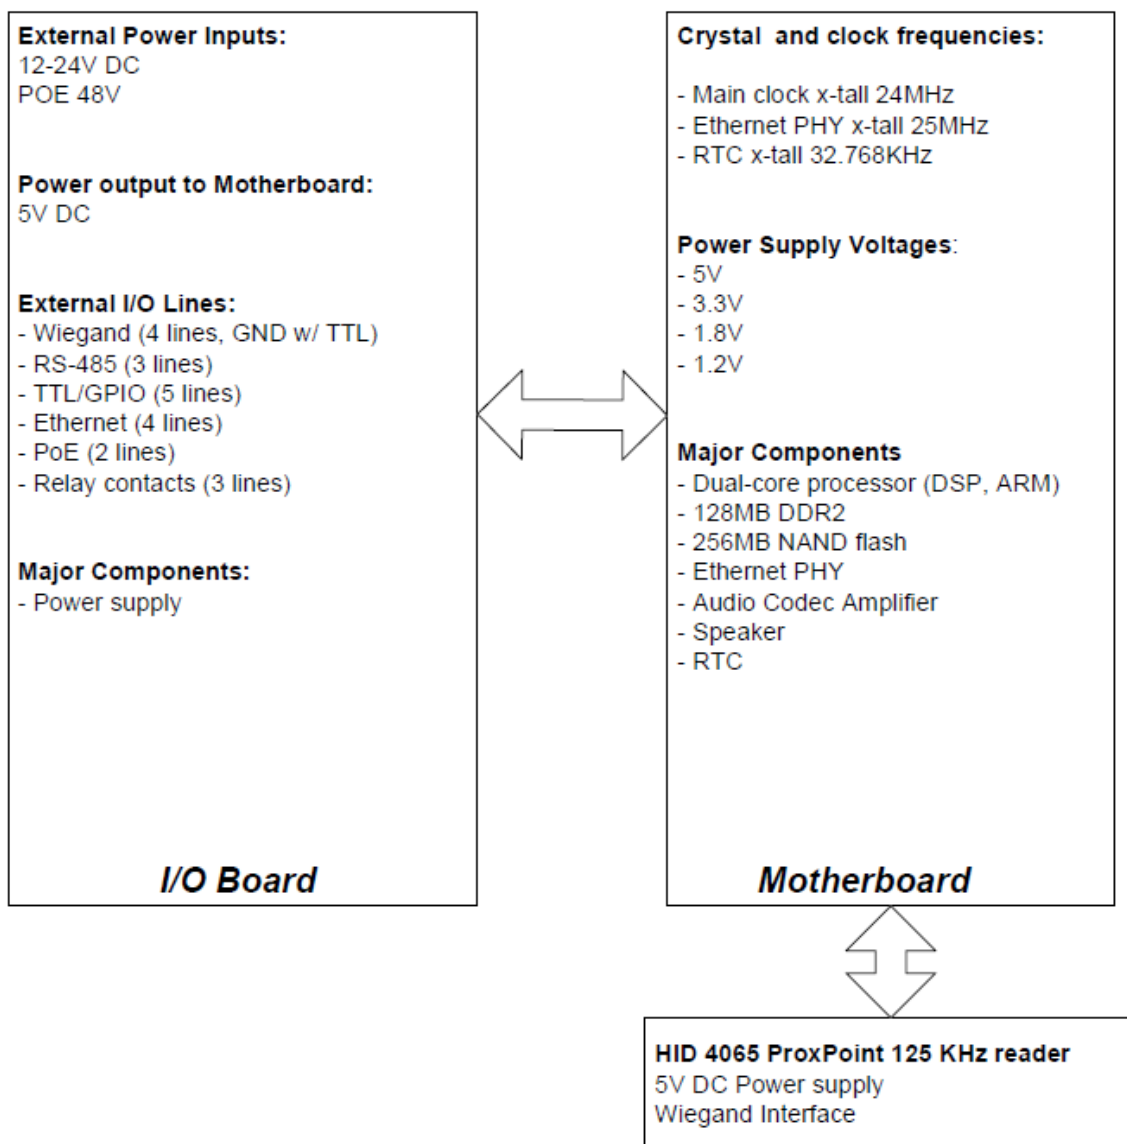 External Power Inputs:
12-24V DC
POE 48V
Power output to Motherboard:
5V DC
External I/O Lines:
- Wiegand (4 lines, GND w/ TTL)
- RS-485 (3 lines)
- TTL/GPIO (5 lines)
- Ethernet (4 lines)
- PoE (2 lines)
- Relay contacts (3 lines)
Major Components:
- Power supply
I/O Board
Crystal and clock frequencies:
- Main clock x-tall 24MHz
- Ethernet PHY x-tall 25MHz
- RTC x-tall 32.768KHz
Power Supply Voltages:
- 5V
- 3.3V
- 1.8V
- 1.2V
Major Components
- Dual-core processor (DSP, ARM)
- 128MB DDR2
- 256MB NAND flash
- Ethernet PHY
- Audio Codec Amplifier
- Speaker
- RTC
Motherboard
HID 4065 ProxPoint 125 KHz reader
5V DC Power supply
Wiegand Interface